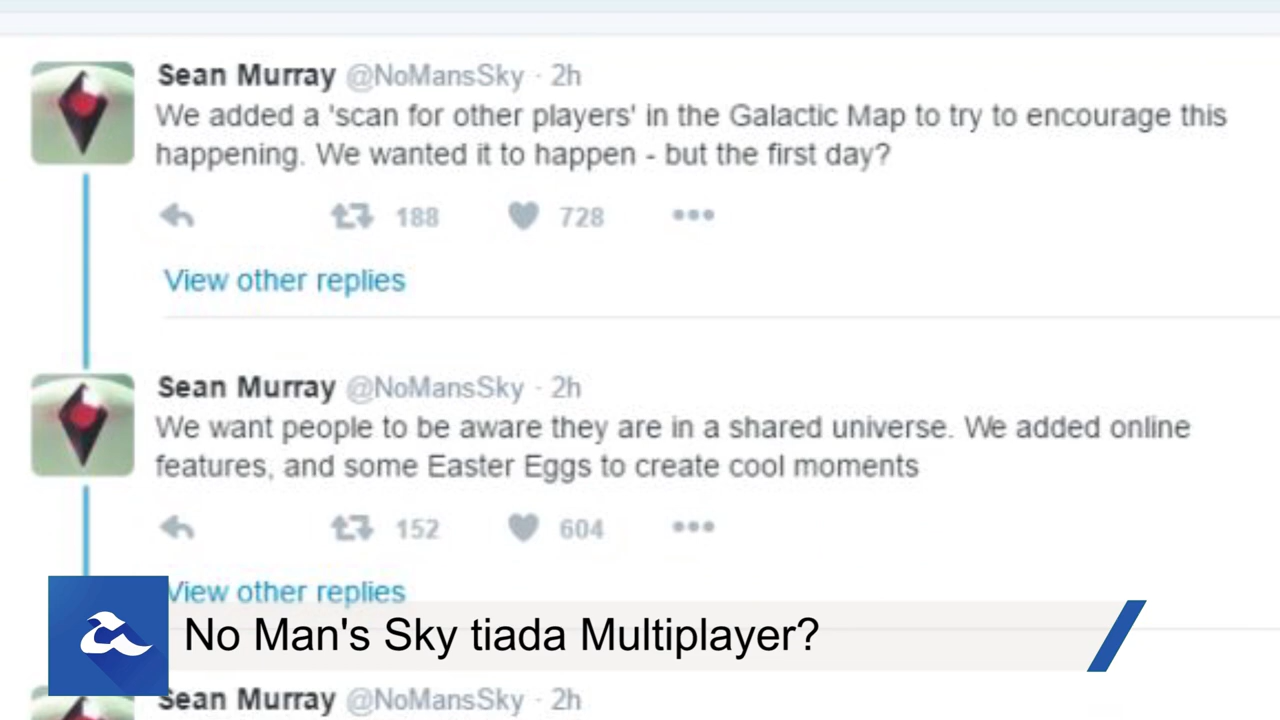 Sean Murray @NoMansSky · 2h
We added a 'scan for other players' in the Galactic Map to try to encourage this
happening. We wanted it to happen - but the first day?
188 728
View other replies
Sean Murray @NoMansSky · 2h
We want people to be aware they are in a shared universe. We added online
features, and some Easter Eggs to create cool moments
152 604
View other replies
No Man's Sky tiada Multiplayer?
Sean Murray @NoMansSky · 2h